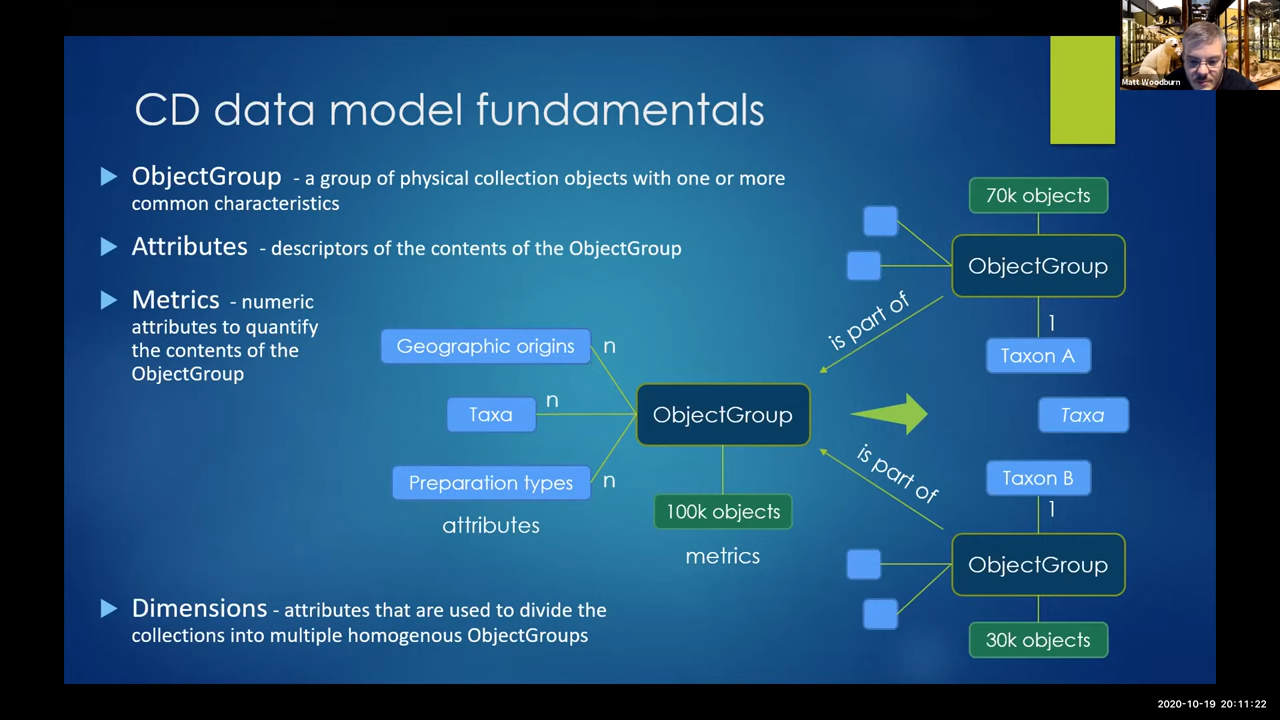 Matt Woodburn
CD data model fundamentals
ObjectGroup - a group of physical collection objects with one or more
common characteristics
Attributes - descriptors of the contents of the ObjectGroup
Metrics - numeric
attributes to quantify
the contents of the
ObjectGroup
Geographic origins
n
Taxa
n
Preparation types
n
attributes
ObjectGroup
100k objects
metrics
70k objects
ObjectGroup
is part of
1
Taxon A
Taxa
Taxon B
is part of
1
ObjectGroup
30k objects
Dimensions - attributes that are used to divide the
collections into multiple homogenous ObjectGroups
2020-10-19 20:11:22